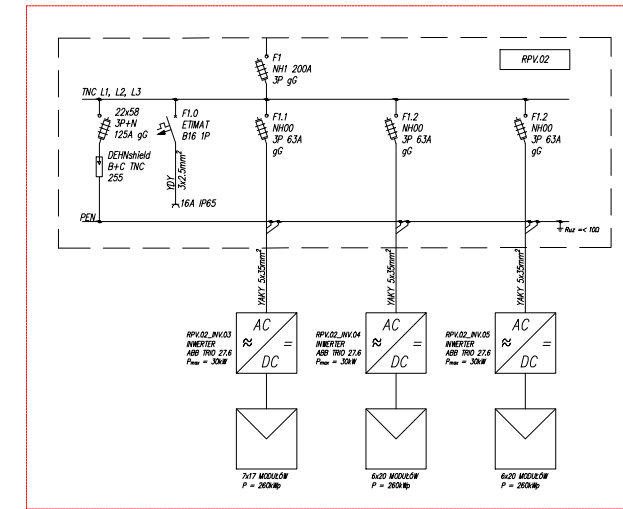 F1
NH1 200A
3P gG
RPV.02
TNC L1, L2, L3
22x58
3P+N
125A gG
F1.0
ETIMAT
B16 1P
F1.1
NH00
3P 63A
gG
F1.2
NH00
3P 63A
gG
F1.2
NH00
3P 63A
gG
DEHNshield
B+C TNC
255
YDY
3x2.5mm²
16A IP65
PEN
Ruz =< 10Ω
YAKY 5x35mm²
YAKY 5x35mm²
YAKY 5x35mm²
RPV.02_INV.03
INWERTER
ABB TRIO 27.6
Pmax = 30kW
AC
≈ =
DC
RPV.02_INV.04
INWERTER
ABB TRIO 27.6
Pmax = 30kW
AC
≈ =
DC
RPV.02_INV.05
INWERTER
ABB TRIO 27.6
Pmax = 30kW
AC
≈ =
DC
7x17 MODUŁÓW
P = 260kWp
6x20 MODUŁÓW
P = 260kWp
6x20 MODUŁÓW
P = 260kWp